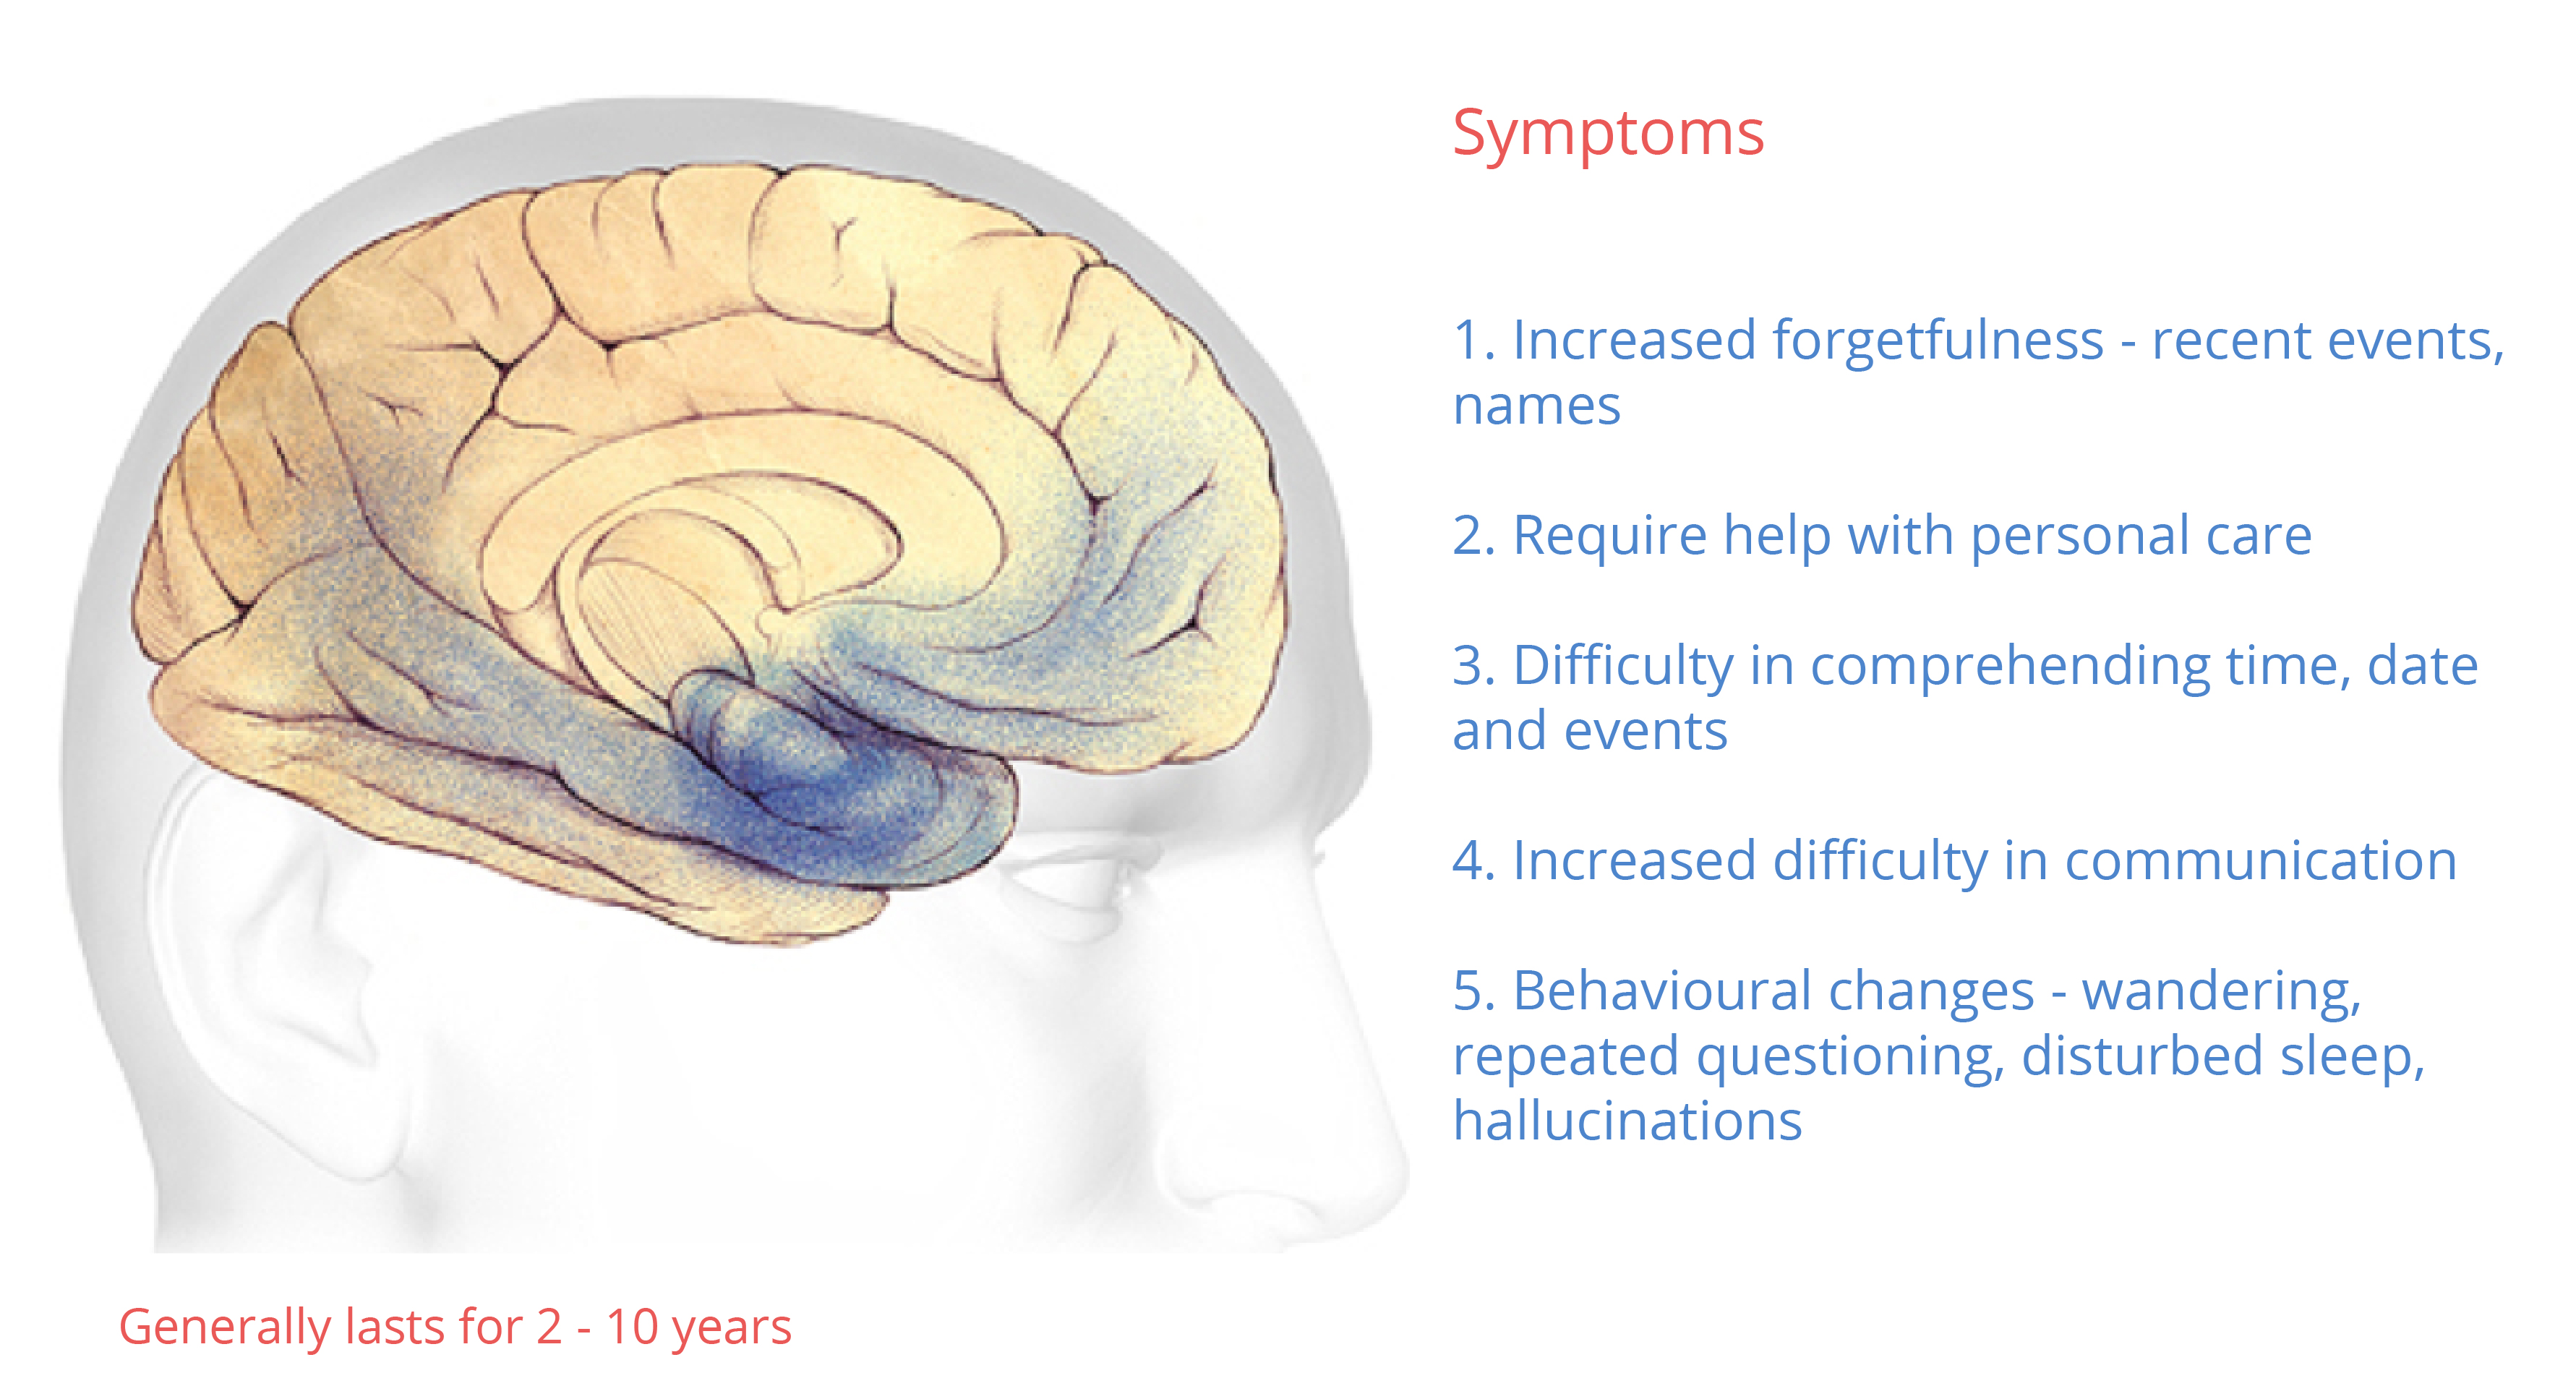 Symptoms
1. Increased forgetfulness - recent events,
names
2. Require help with personal care
3. Difficulty in comprehending time, date
and events
4. Increased difficulty in communication
5. Behavioural changes - wandering,
repeated questioning, disturbed sleep,
hallucinations
Generally lasts for 2 - 10 years